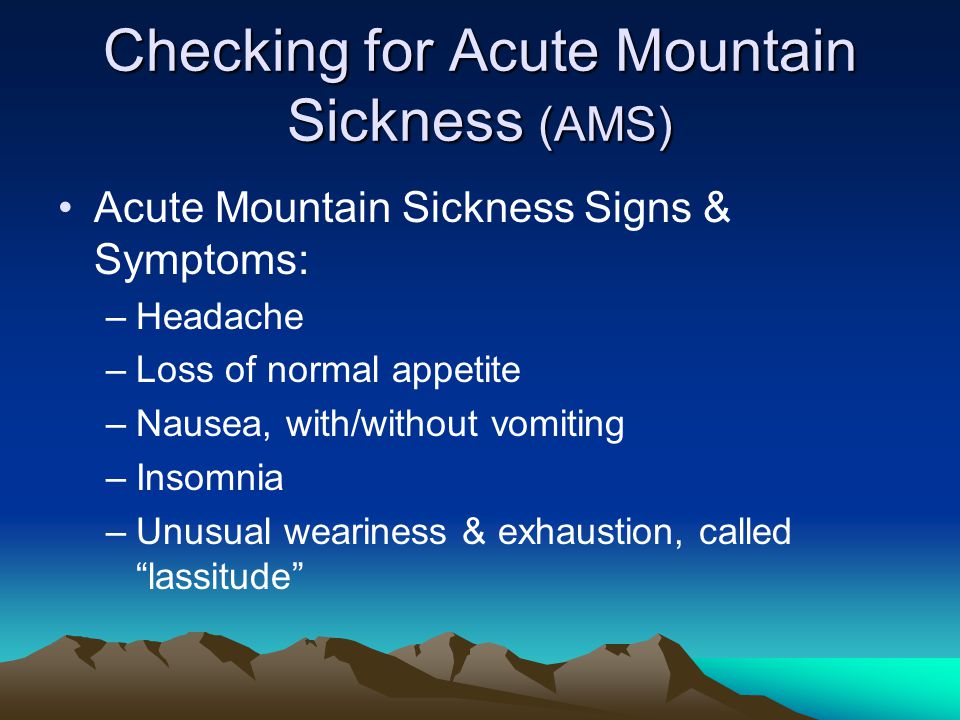 Checking for Acute Mountain
Sickness (AMS)
• Acute Mountain Sickness Signs &
Symptoms:
– Headache
– Loss of normal appetite
– Nausea, with/without vomiting
– Insomnia
– Unusual weariness & exhaustion, called
“lassitude”